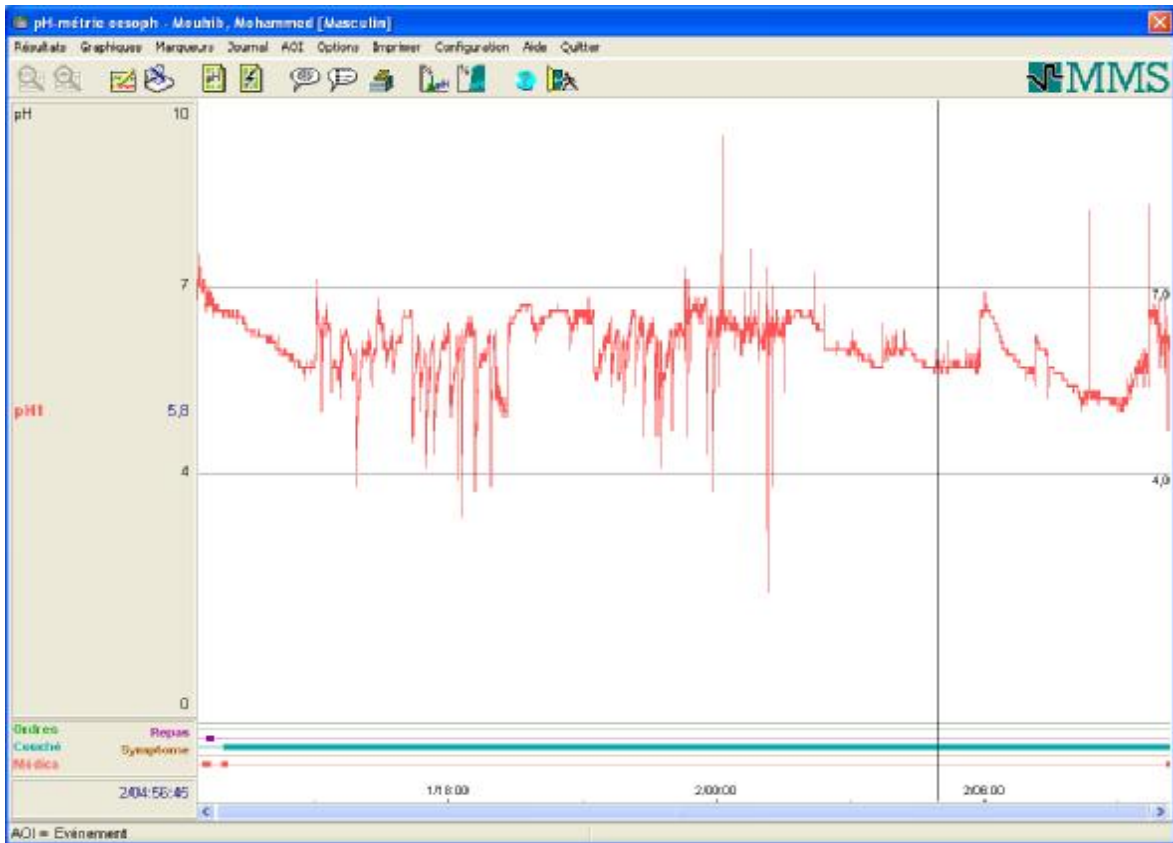 pH-métrie oesoph - Mouhib, Mohammed [Masculin]
Résultats Graphiques Marqueurs Journal AOI Options Imprimer Configuration Aide Quitter
MMS
pH 10
7 7,0
pH1 5,8
4 4,0
0
Ordres Repas
Couché Symptome
Médica
2/04:56:45 1/18:00 2/00:00 2/06:00
AOI = Evénement